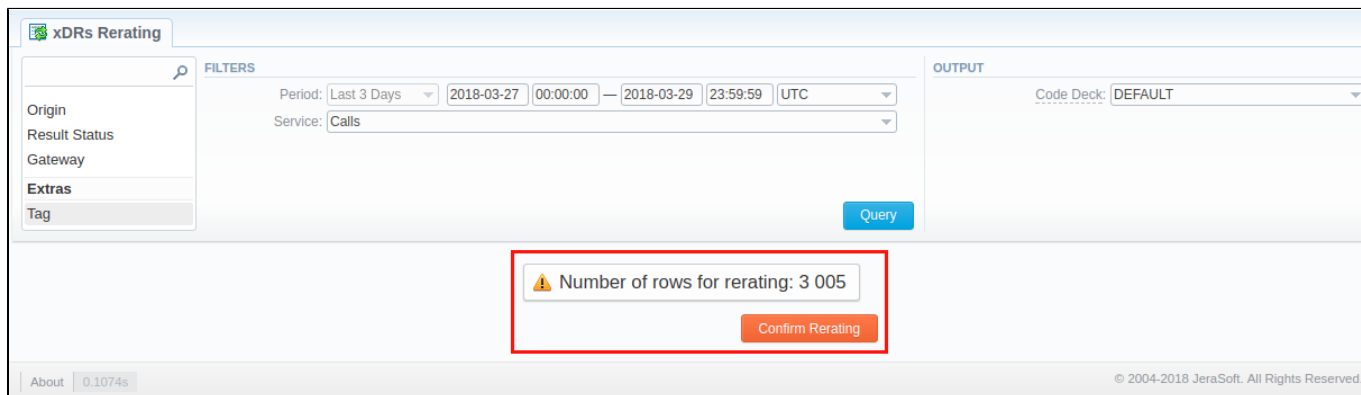 xDRs Rerating
Origin
Result Status
Gateway
Extras
Tag
FILTERS
Period: Last 3 Days 2018-03-27 00:00:00 — 2018-03-29 23:59:59 UTC
Service: Calls
Query
OUTPUT
Code Deck: DEFAULT
Number of rows for rerating: 3 005
Confirm Rerating
About 0.1074s
© 2004-2018 JeraSoft. All Rights Reserved.